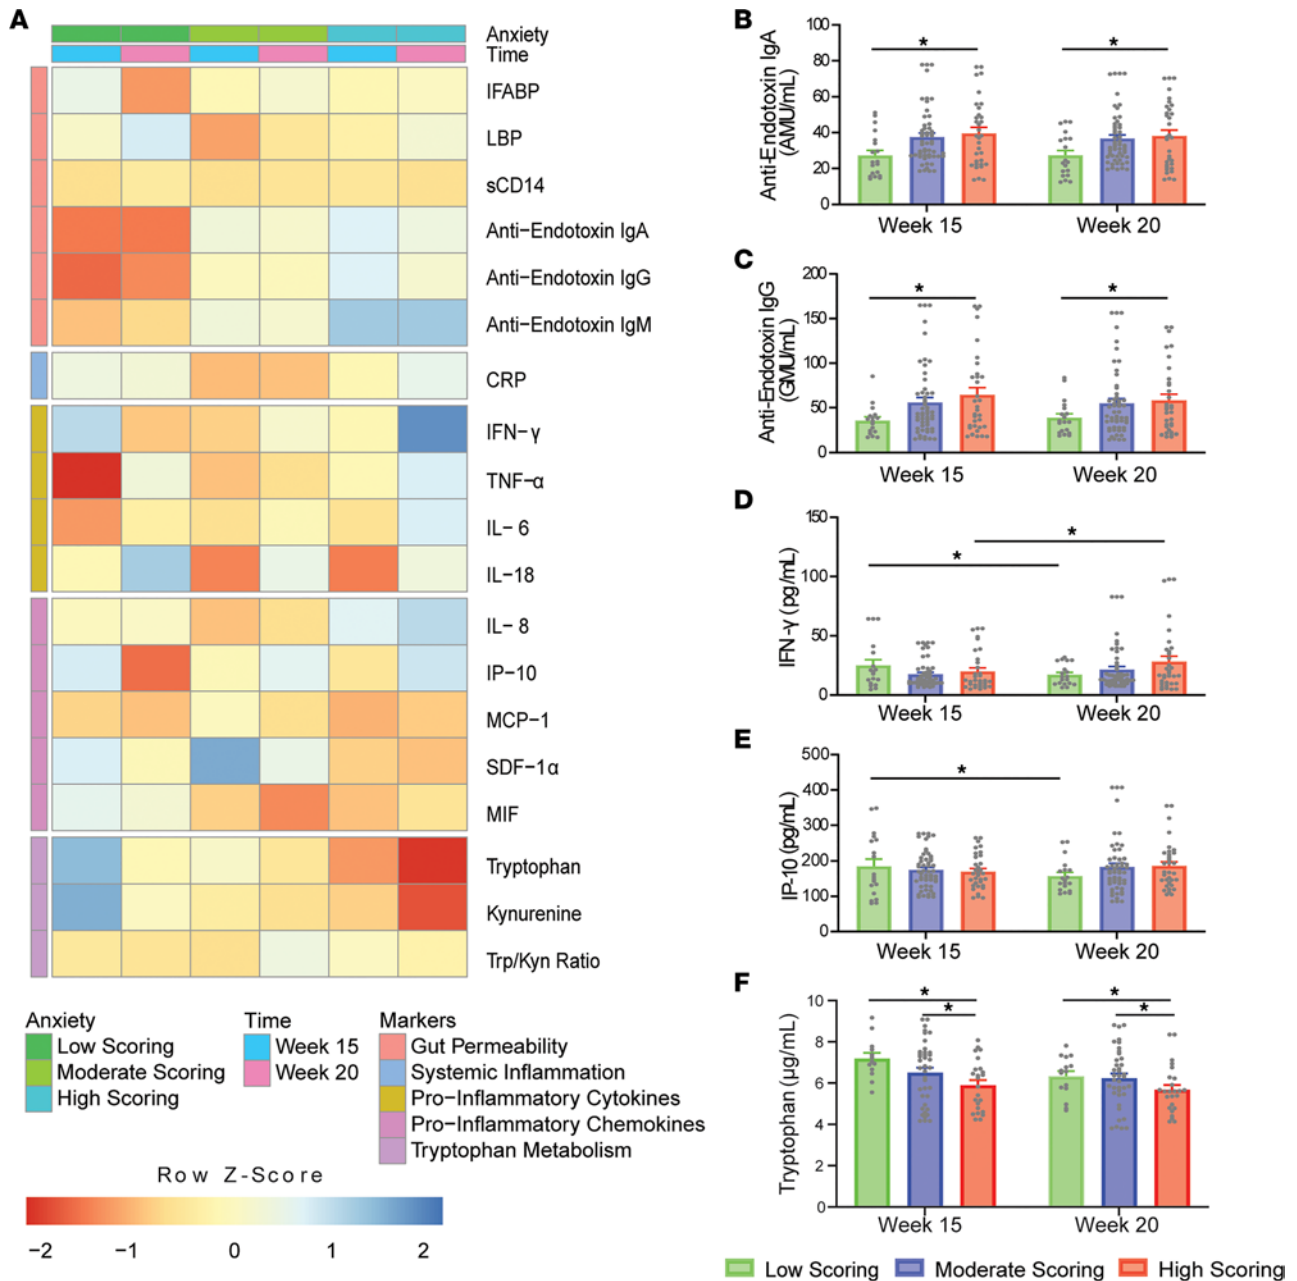 A
Anxiety
Time
IFABP
LBP
sCD14
Anti−Endotoxin IgA
Anti−Endotoxin IgG
Anti−Endotoxin IgM
CRP
IFN−γ
TNF−α
IL−6
IL−18
IL−8
IP−10
MCP−1
SDF−1α
MIF
Tryptophan
Kynurenine
Trp/Kyn Ratio
Anxiety
Low Scoring
Moderate Scoring
High Scoring
Time
Week 15
Week 20
Markers
Gut Permeability
Systemic Inflammation
Pro-Inflammatory Cytokines
Pro-Inflammatory Chemokines
Tryptophan Metabolism
Row Z-Score
−2 −1 0 1 2
B
Anti-Endotoxin IgA
(AMU/mL)
100
80
60
40
20
0
* *
Week 15 Week 20
C
Anti-Endotoxin IgG
(GMU/mL)
200
150
100
50
0
* *
Week 15 Week 20
D
IFN-γ (pg/mL)
150
100
50
0
*
*
Week 15 Week 20
E
IP-10 (pg/mL)
500
400
300
200
100
0
*
Week 15 Week 20
F
Tryptophan (µg/mL)
10
8
6
4
2
0
* *
* *
Week 15 Week 20
Low Scoring Moderate Scoring High Scoring